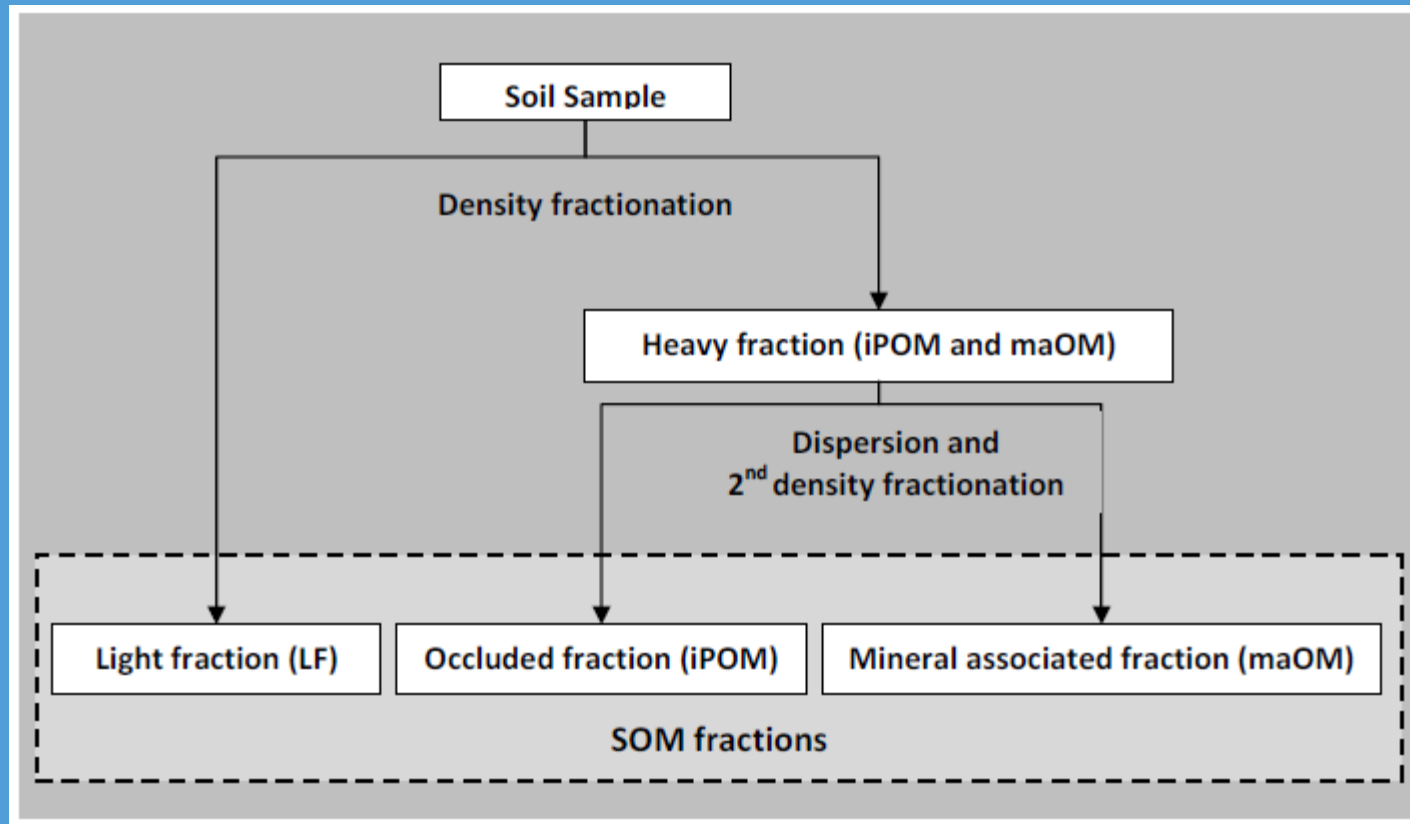 Soil Sample
Density fractionation
Heavy fraction (iPOM and maOM)
Dispersion and
2nd density fractionation
Light fraction (LF)
Occluded fraction (iPOM)
Mineral associated fraction (maOM)
SOM fractions